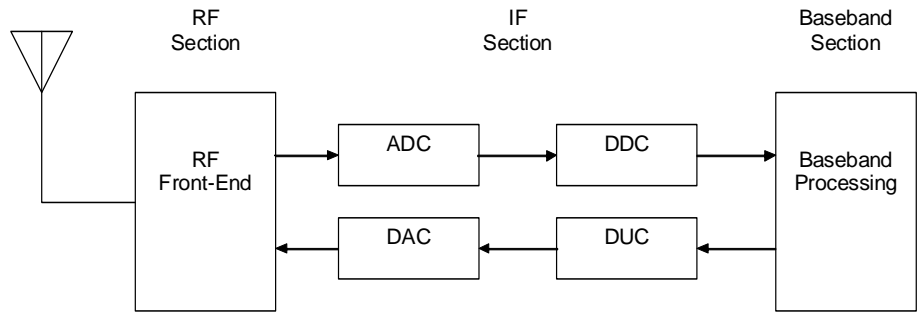 RF
Section
IF
Section
Baseband
Section
RF
Front-End
ADC
DDC
Baseband
Processing
DAC
DUC